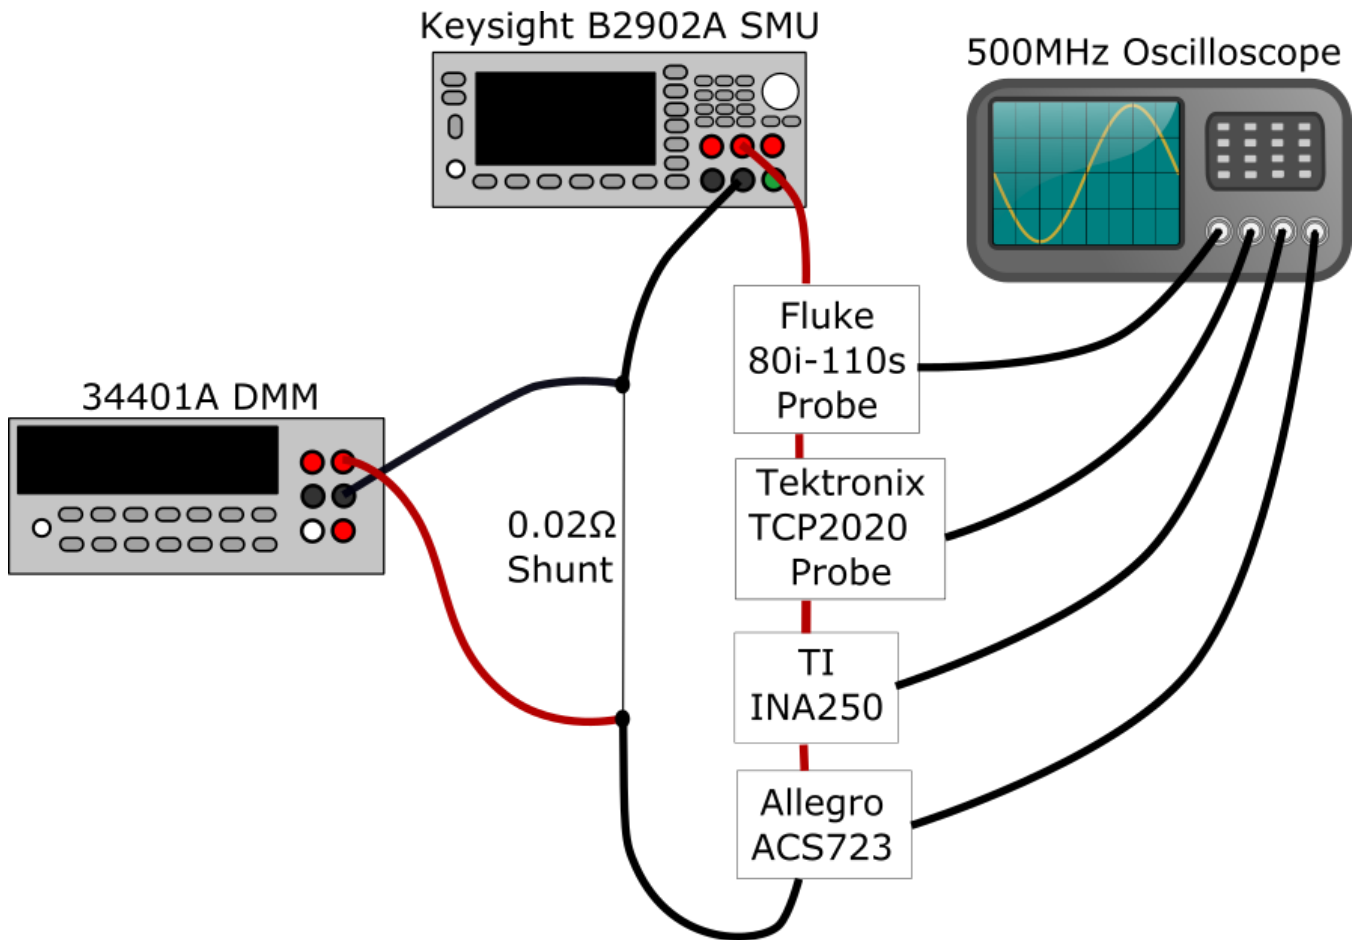 Keysight B2902A SMU
500MHz Oscilloscope
Fluke
80i-110s
Probe
34401A DMM
Tektronix
TCP2020
Probe
0.02Ω
Shunt
TI
INA250
Allegro
ACS723